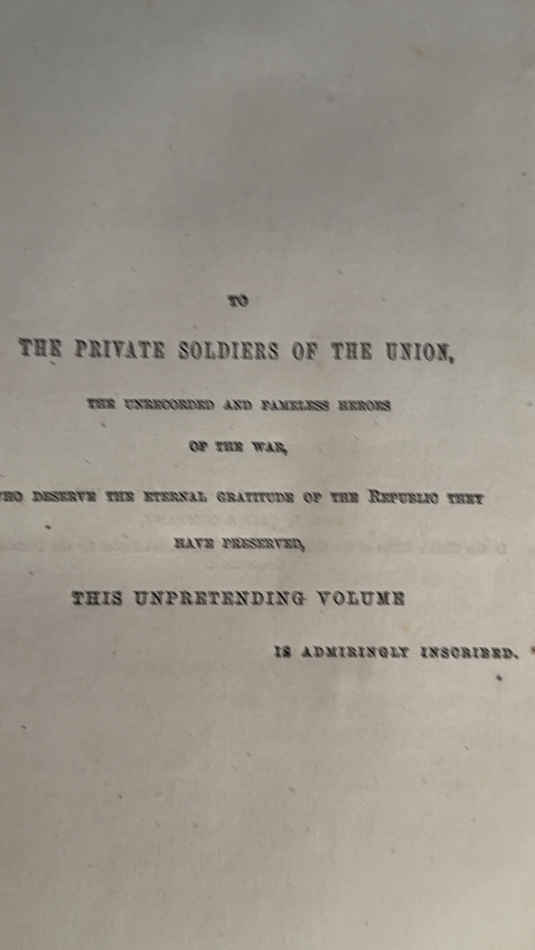 TO
THE PRIVATE SOLDIERS OF THE UNION,
THE UNRECORDED AND FAMELESS HEROES
OF THE WAR,
HO DESERVE THE ETERNAL GRATITUDE OF THE REPUBLIC THEY
HAVE PRESERVED,
THIS UNPRETENDING VOLUME
IS ADMIRINGLY INSCRIBED.